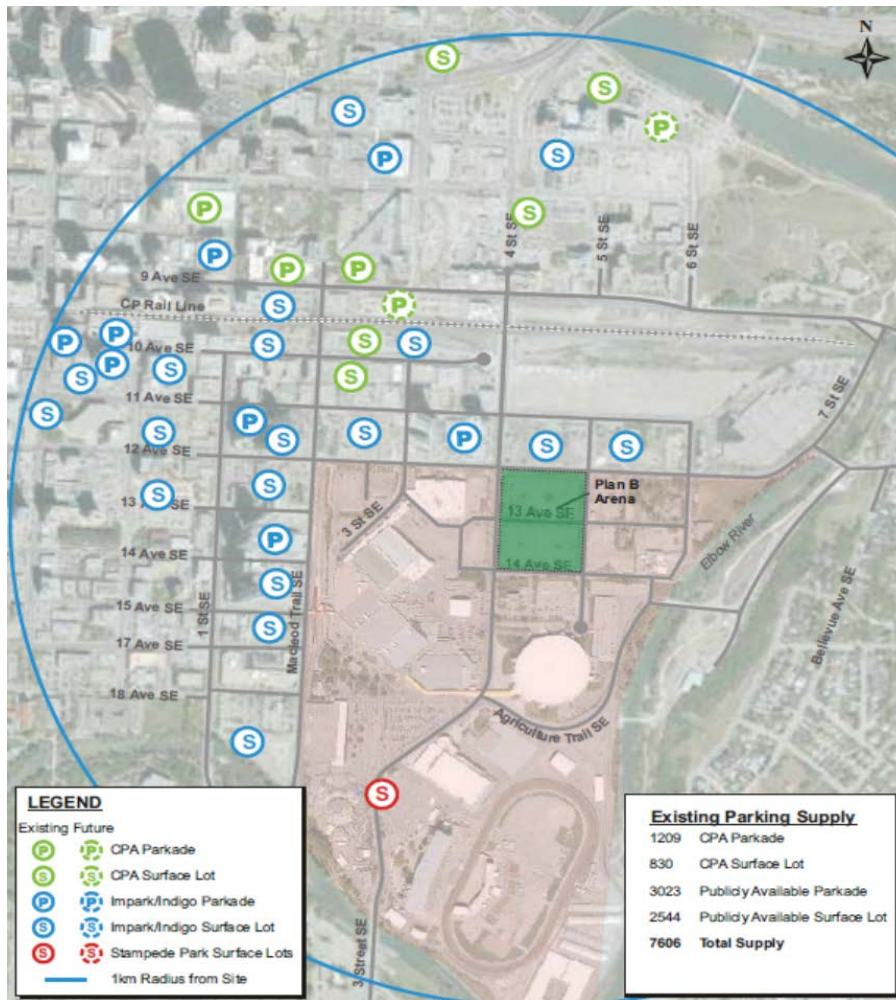 N
S
S
S
P
P
S
P
S
4 St SE
5 St SE
6 St SE
P
P
P
9 Ave SE
P
CP Rail Line
S
S
S
S
P
P
10 Ave SE
P
S
S
S
7 St SE
11 Ave SE
S
P
S
S
S
P
S
S
12 Ave SE
S
Plan B
Arena
S
13 Ave SE
13 Ave SE
3 St SE
P
14 Ave SE
14 Ave SE
Elbow River
S
15 Ave SE
1 St SE
Macleod Trail SE
S
17 Ave SE
Bellevue Ave SE
18 Ave SE
Agriculture Trail SE
S
S
3 Street SE
LEGEND
Existing Future
P P CPA Parkade
S S CPA Surface Lot
P P Impark/Indigo Parkade
S S Impark/Indigo Surface Lot
S S Stampede Park Surface Lots
1km Radius from Site
Existing Parking Supply
1209 CPA Parkade
830 CPA Surface Lot
3023 Publicly Available Parkade
2544 Publicly Available Surface Lot
7606 Total Supply